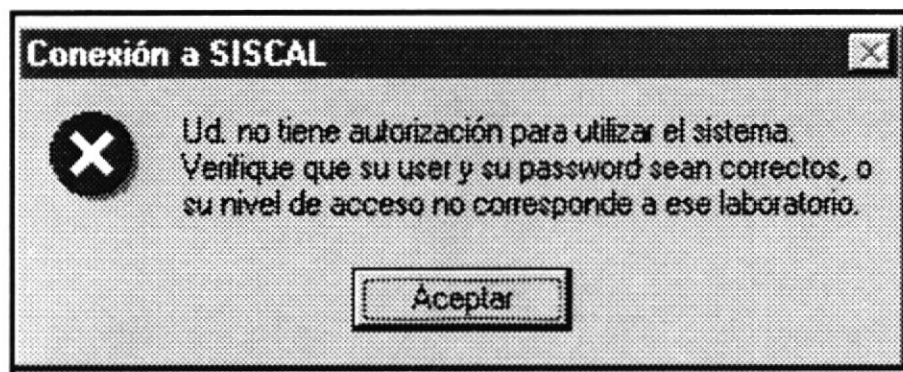 Conexión a SISCAL
Ud. no tiene autorización para utilizar el sistema.
Verifique que su user y su password sean correctos, o
su nivel de acceso no corresponde a ese laboratorio.
Aceptar